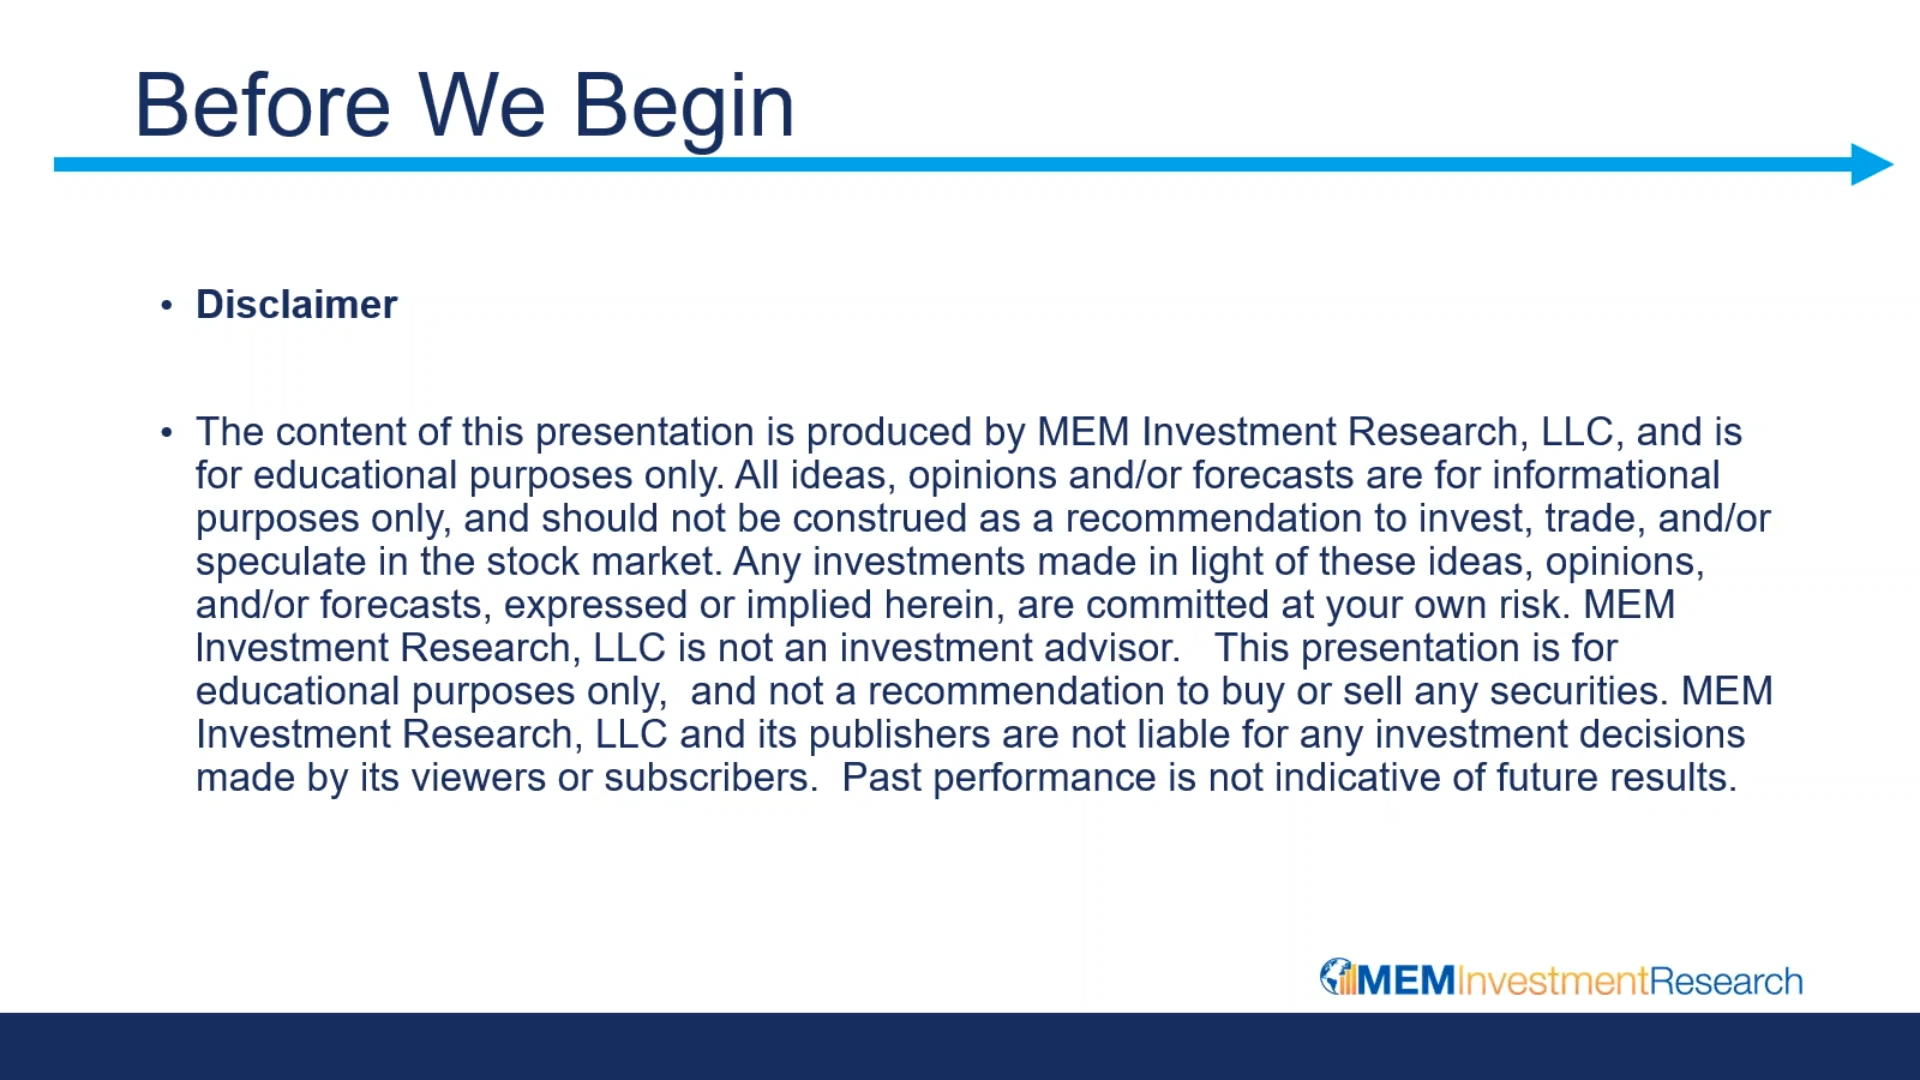 Before We Begin
• Disclaimer
• The content of this presentation is produced by MEM Investment Research, LLC, and is
for educational purposes only. All ideas, opinions and/or forecasts are for informational
purposes only, and should not be construed as a recommendation to invest, trade, and/or
speculate in the stock market. Any investments made in light of these ideas, opinions,
and/or forecasts, expressed or implied herein, are committed at your own risk. MEM
Investment Research, LLC is not an investment advisor.   This presentation is for
educational purposes only,  and not a recommendation to buy or sell any securities. MEM
Investment Research, LLC and its publishers are not liable for any investment decisions
made by its viewers or subscribers.  Past performance is not indicative of future results.
MEMInvestmentResearch